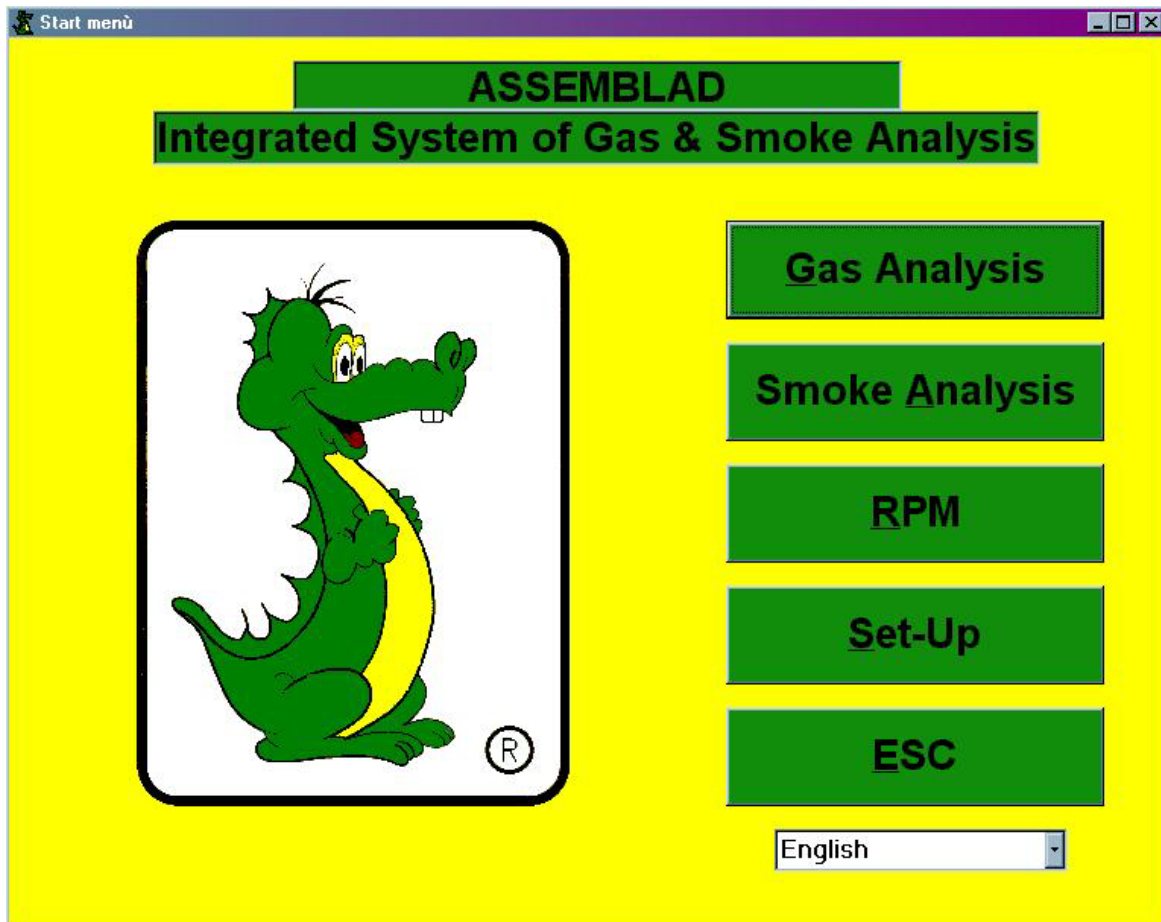 Start menù
ASSEMBLAD
Integrated System of Gas & Smoke Analysis
Gas Analysis
Smoke Analysis
RPM
Set-Up
ESC
English
R